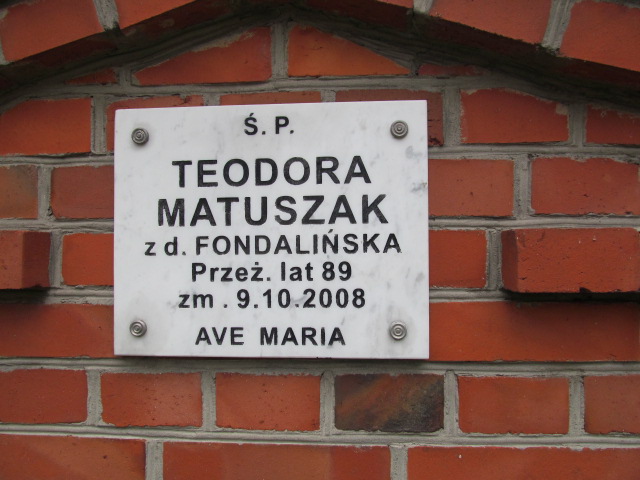 Ś. P.
TEODORA
MATUSZAK
z d. FONDALIŃSKA
Przeż. lat 89
zm. 9.10.2008
AVE MARIA